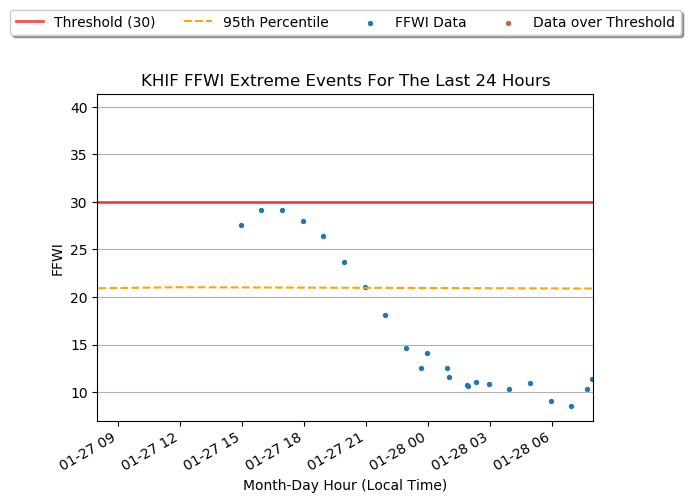 Threshold (30) 95th Percentile FFWI Data Data over Threshold
KHIF FFWI Extreme Events For The Last 24 Hours
40
35
30
25
20
15
10
FFWI
01-27 09 01-27 12 01-27 15 01-27 18 01-27 21 01-28 00 01-28 03 01-28 06
Month-Day Hour (Local Time)